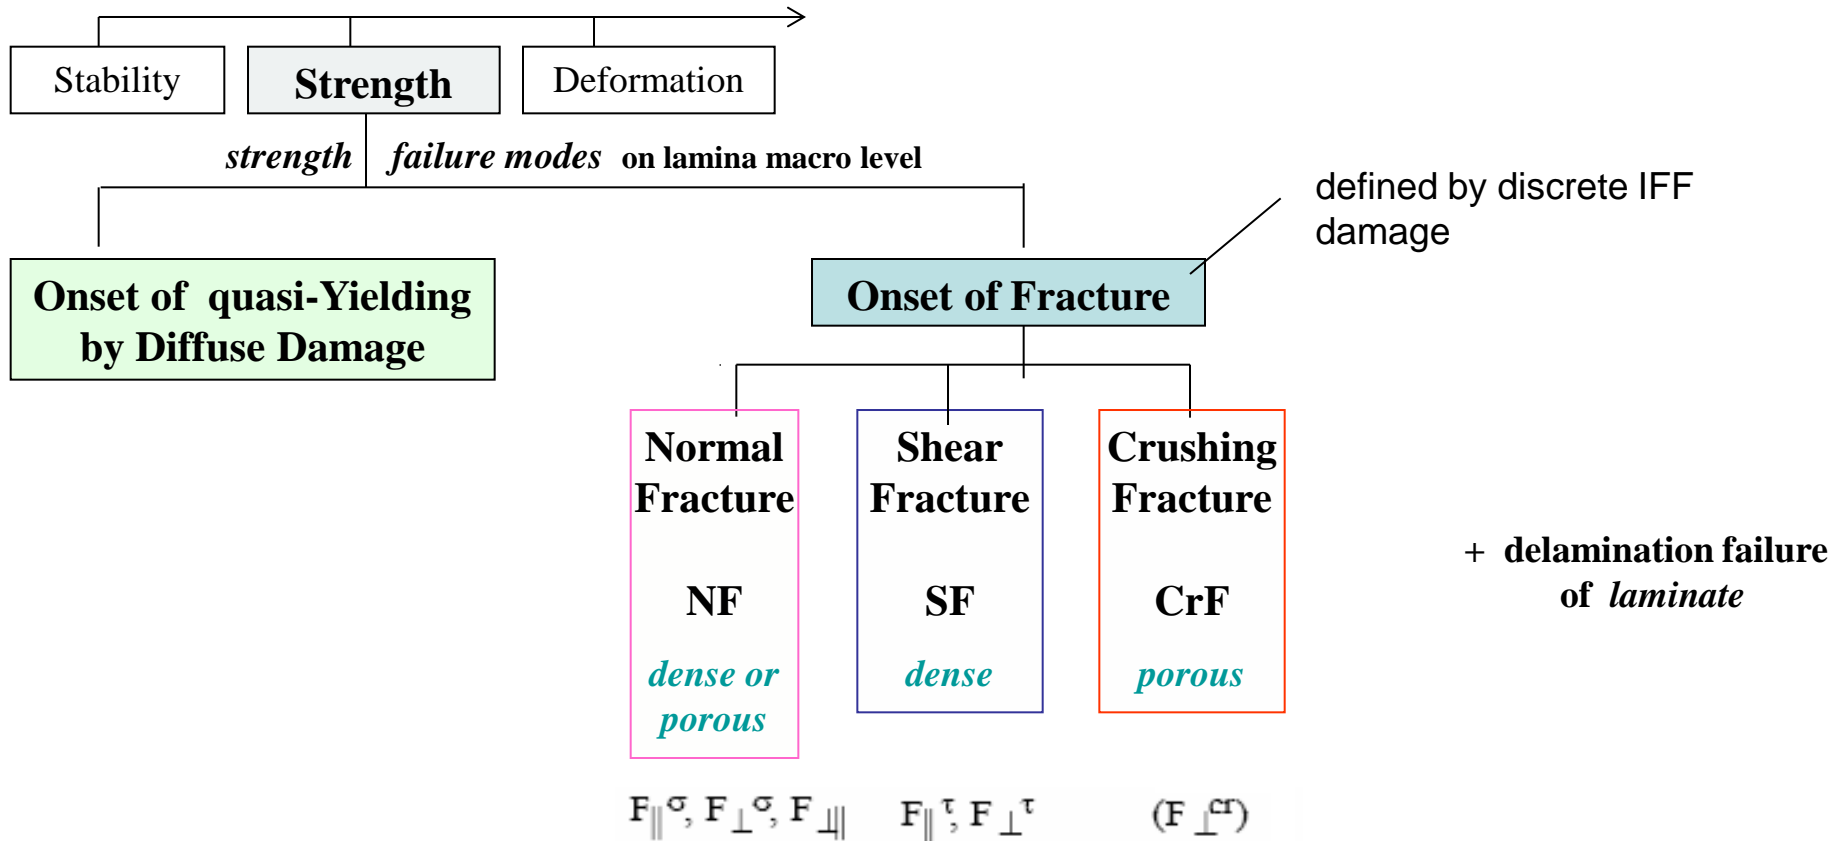 Stability
Strength
Deformation
strength failure modes on lamina macro level
defined by discrete IFF
damage
Onset of quasi-Yielding
by Diffuse Damage
Onset of Fracture
Normal
Fracture
NF
dense or
porous
Shear
Fracture
SF
dense
Crushing
Fracture
CrF
porous
+ delamination failure
of laminate
F∥^σ, F⊥^σ, F⊥∥
F∥^τ, F⊥^τ
(F⊥^cr)